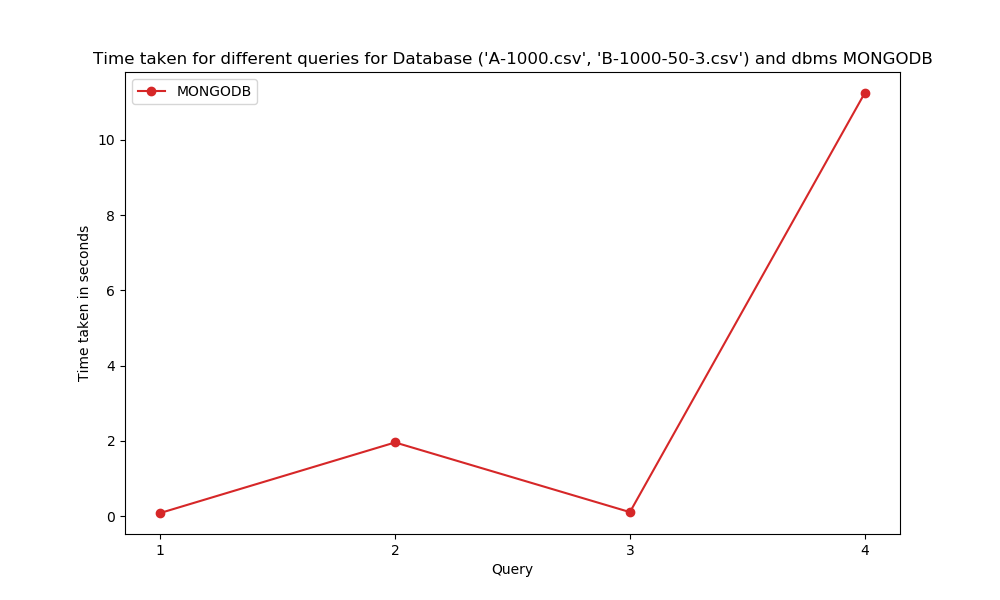 Time taken for different queries for Database ('A-1000.csv', 'B-1000-50-3.csv') and dbms MONGODB
MONGODB
Time taken in seconds
10
8
6
4
2
0
1 2 3 4
Query